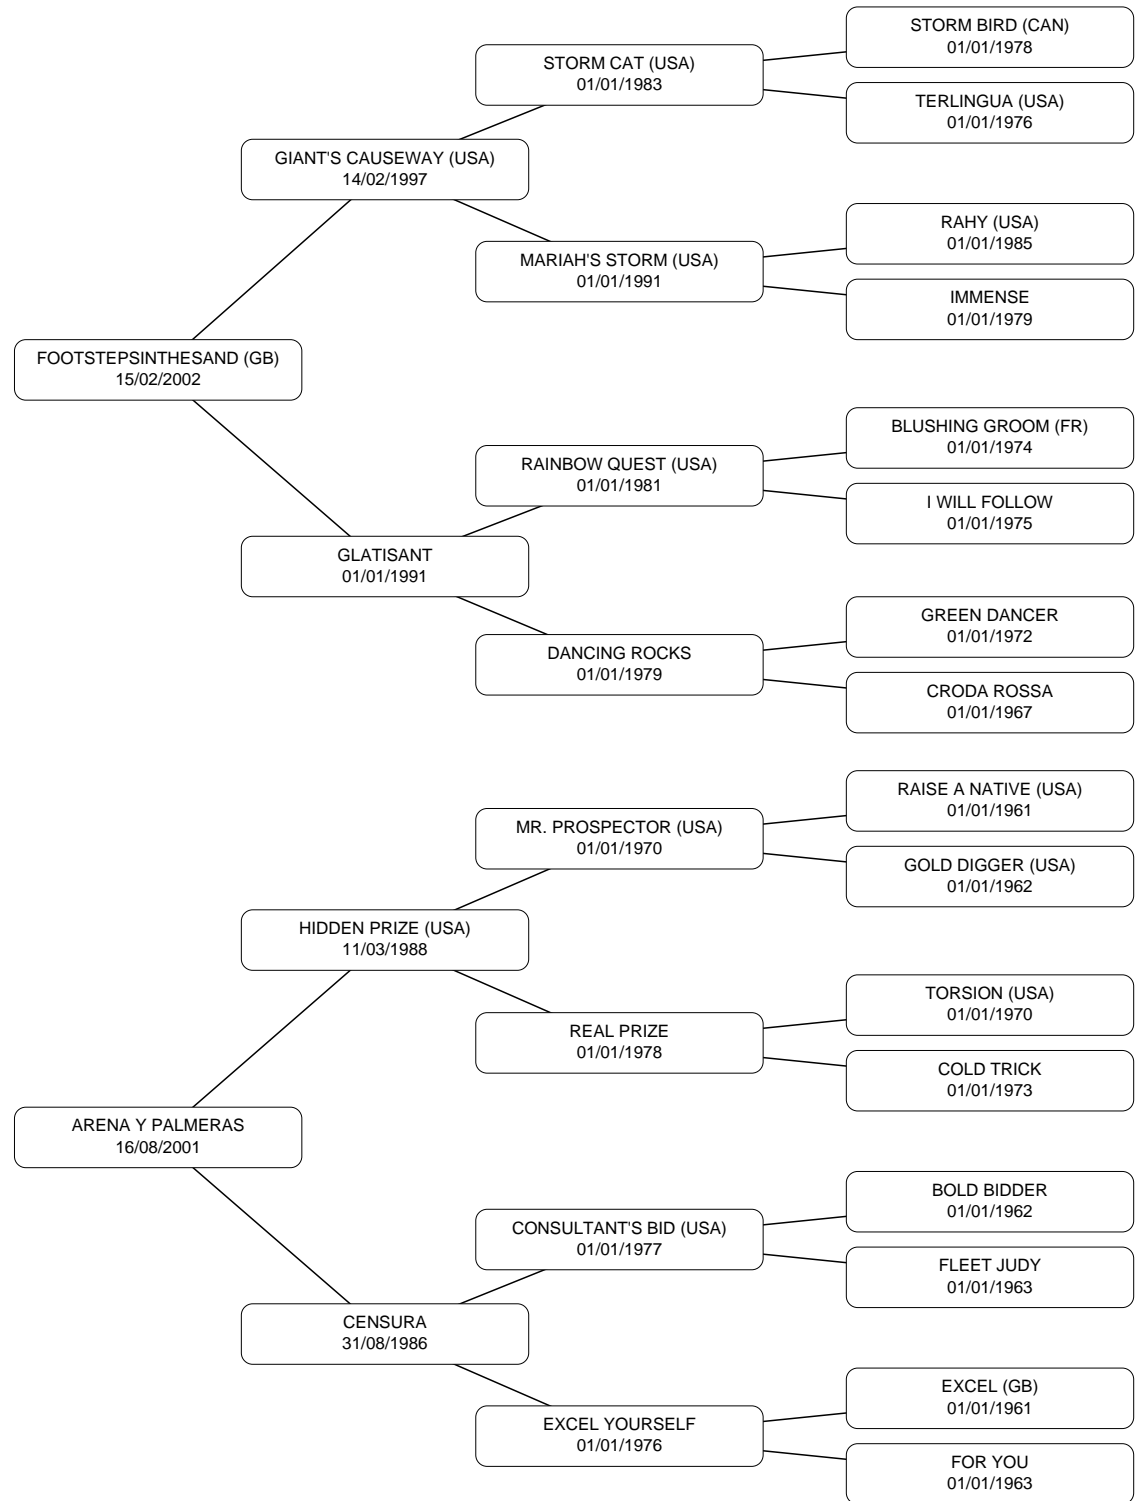 STORM BIRD (CAN)
01/01/1978
STORM CAT (USA)
01/01/1983
TERLINGUA (USA)
01/01/1976
GIANT'S CAUSEWAY (USA)
14/02/1997
RAHY (USA)
01/01/1985
MARIAH'S STORM (USA)
01/01/1991
IMMENSE
01/01/1979
FOOTSTEPSINTHESAND (GB)
15/02/2002
BLUSHING GROOM (FR)
01/01/1974
RAINBOW QUEST (USA)
01/01/1981
I WILL FOLLOW
01/01/1975
GLATISANT
01/01/1991
GREEN DANCER
01/01/1972
DANCING ROCKS
01/01/1979
CRODA ROSSA
01/01/1967
RAISE A NATIVE (USA)
01/01/1961
MR. PROSPECTOR (USA)
01/01/1970
GOLD DIGGER (USA)
01/01/1962
HIDDEN PRIZE (USA)
11/03/1988
TORSION (USA)
01/01/1970
REAL PRIZE
01/01/1978
COLD TRICK
01/01/1973
ARENA Y PALMERAS
16/08/2001
BOLD BIDDER
01/01/1962
CONSULTANT'S BID (USA)
01/01/1977
FLEET JUDY
01/01/1963
CENSURA
31/08/1986
EXCEL (GB)
01/01/1961
EXCEL YOURSELF
01/01/1976
FOR YOU
01/01/1963